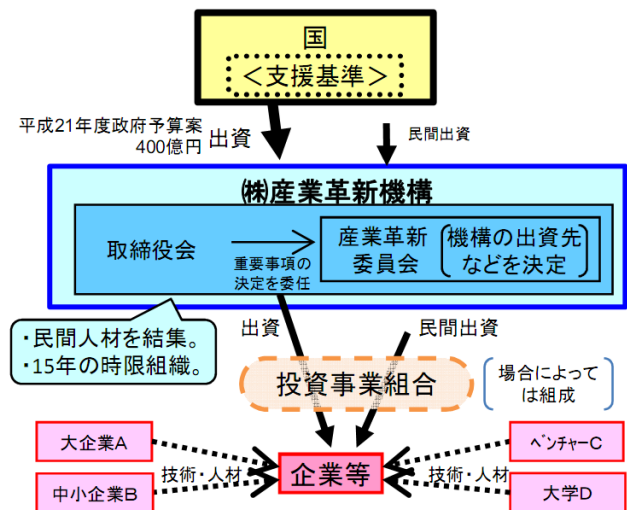 国
＜支援基準＞
平成21年度政府予算案
400億円
出資
民間出資
㈱産業革新機構
取締役会
重要事項の
決定を委任
産業革新
委員会
機構の出資先
などを決定
・民間人材を結集。
・15年の時限組織。
出資
民間出資
投資事業組合
場合によって
は組成
大企業A
中小企業B
技術・人材
企業等
技術・人材
ﾍﾞﾝﾁｬｰC
大学D